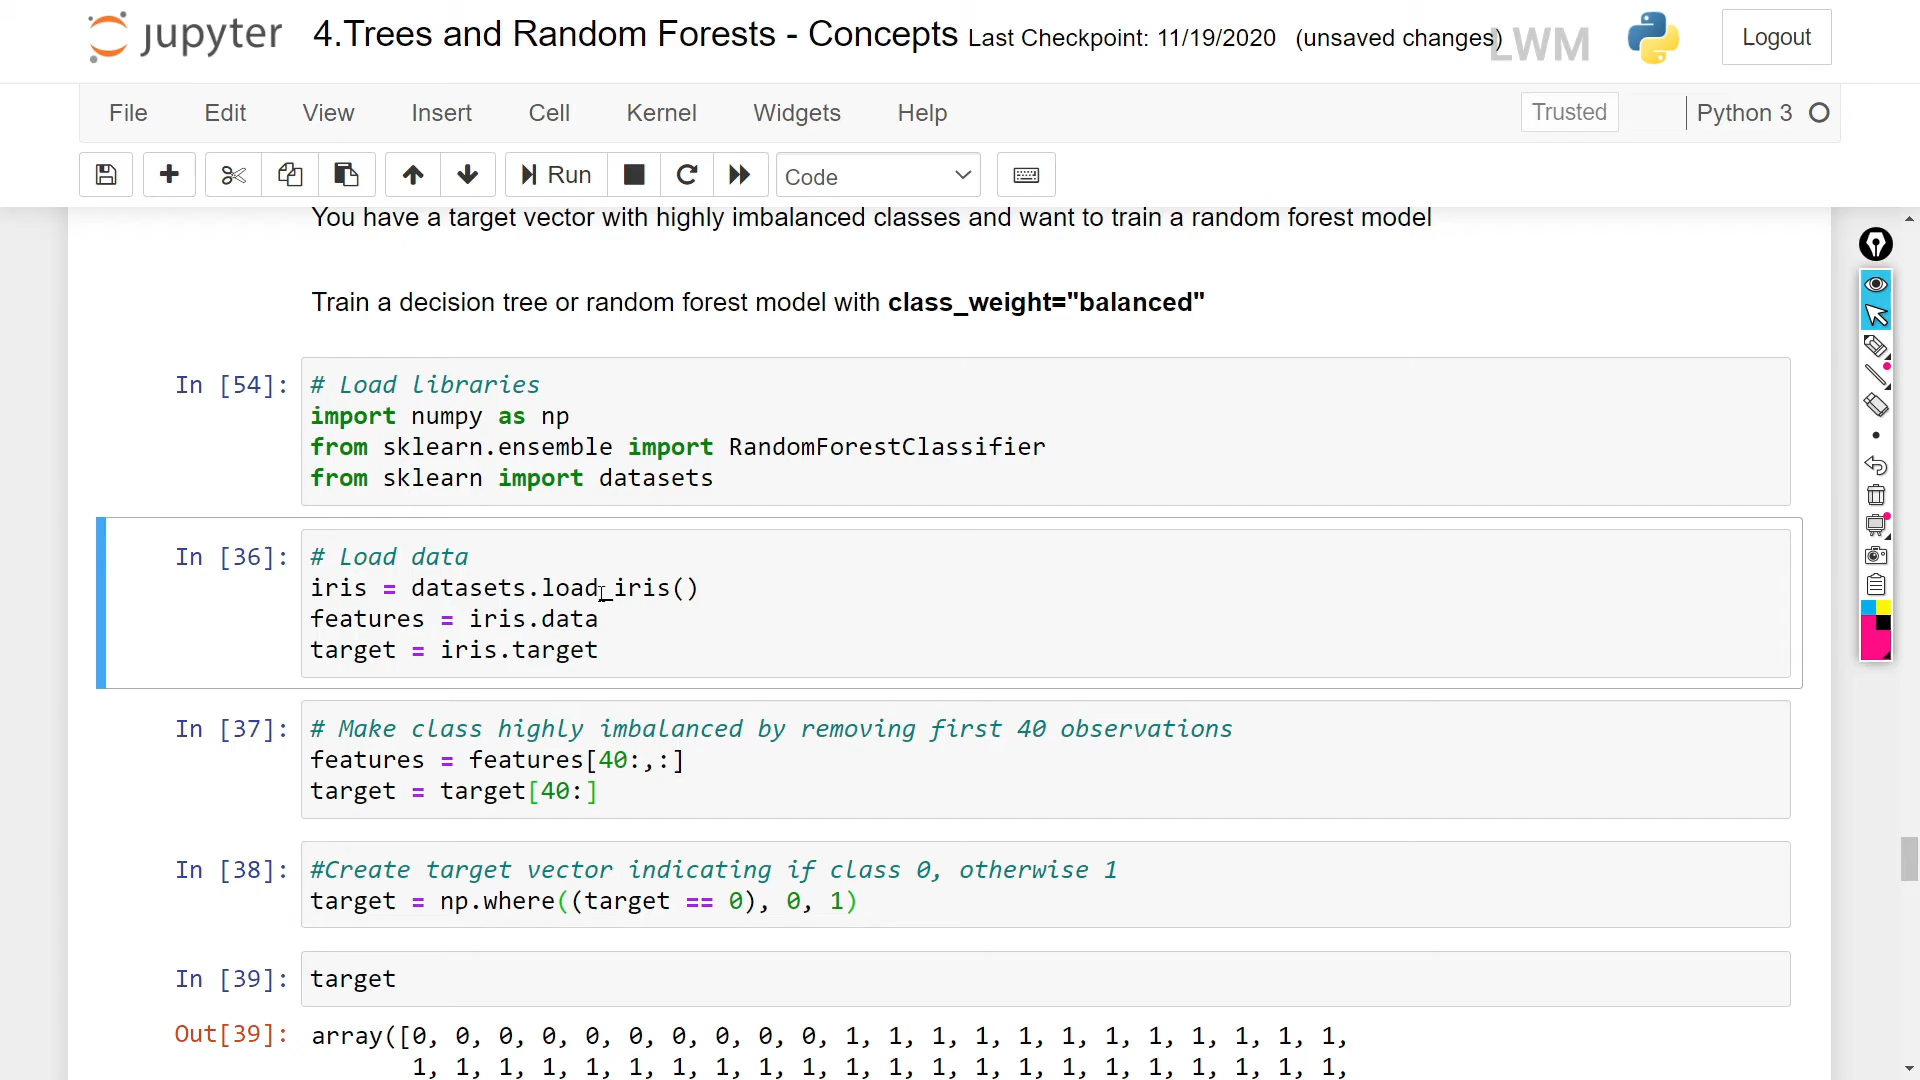 jupyter 4.Trees and Random Forests - Concepts Last Checkpoint: 11/19/2020 (unsaved changes) LWM Logout
File Edit View Insert Cell Kernel Widgets Help Trusted Python 3
Run Code
You have a target vector with highly imbalanced classes and want to train a random forest model
Train a decision tree or random forest model with class_weight="balanced"
In [54]: # Load libraries
import numpy as np
from sklearn.ensemble import RandomForestClassifier
from sklearn import datasets
In [36]: # Load data
iris = datasets.load_iris()
features = iris.data
target = iris.target
In [37]: # Make class highly imbalanced by removing first 40 observations
features = features[40:,:]
target = target[40:]
In [38]: #Create target vector indicating if class 0, otherwise 1
target = np.where((target == 0), 0, 1)
In [39]: target
Out[39]: array([0, 0, 0, 0, 0, 0, 0, 0, 0, 0, 1, 1, 1, 1, 1, 1, 1, 1, 1, 1, 1, 1,
1, 1, 1, 1, 1, 1, 1, 1, 1, 1, 1, 1, 1, 1, 1, 1, 1, 1, 1, 1, 1, 1,